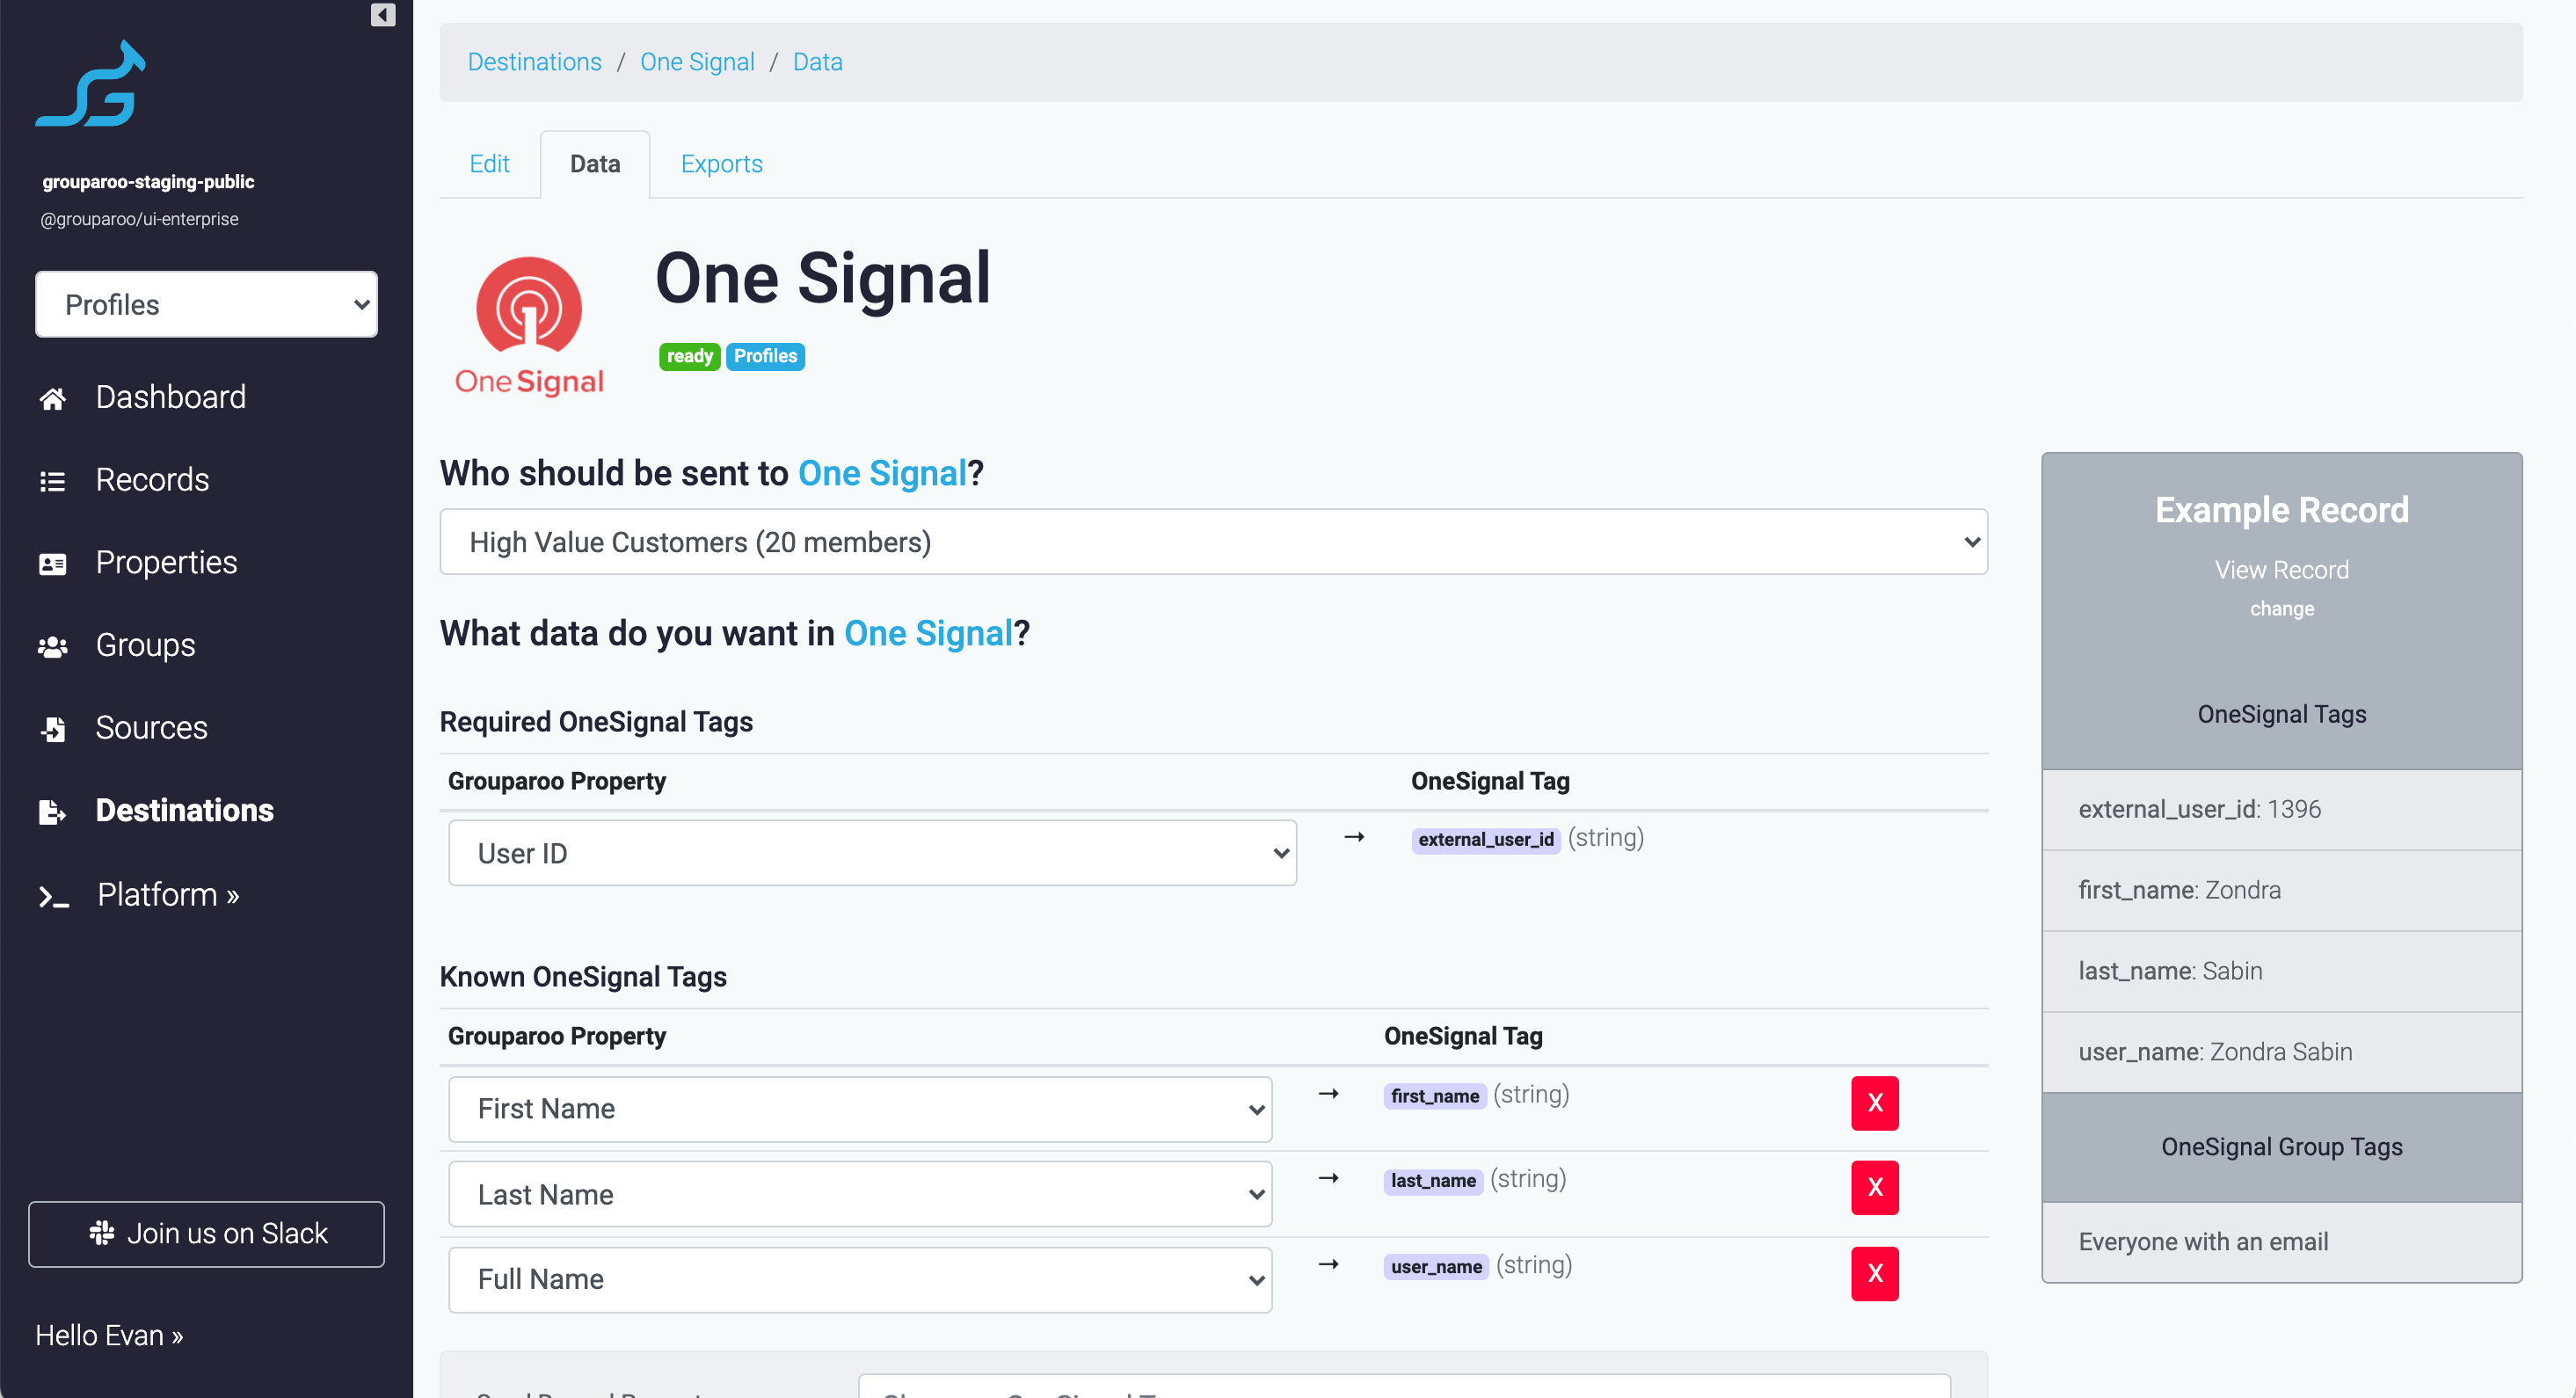 grouparoo-staging-public
@grouparoo/ui-enterprise
Profiles
Dashboard
Records
Properties
Groups
Sources
Destinations
Platform »
Join us on Slack
Hello Evan »
Destinations / One Signal / Data
Edit Data Exports
One Signal
OneSignal
ready Profiles
Who should be sent to One Signal?
High Value Customers (20 members)
What data do you want in One Signal?
Required OneSignal Tags
Grouparoo Property OneSignal Tag
User ID → external_user_id (string)
Known OneSignal Tags
Grouparoo Property OneSignal Tag
First Name → first_name (string) X
Last Name → last_name (string) X
Full Name → user_name (string) X
Example Record
View Record
change
OneSignal Tags
external_user_id: 1396
first_name: Zondra
last_name: Sabin
user_name: Zondra Sabin
OneSignal Group Tags
Everyone with an email